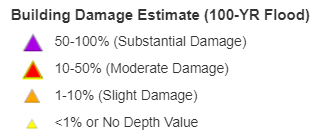 Building Damage Estimate (100-YR Flood)
50-100% (Substantial Damage)
10-50% (Moderate Damage)
1-10% (Slight Damage)
<1% or No Depth Value